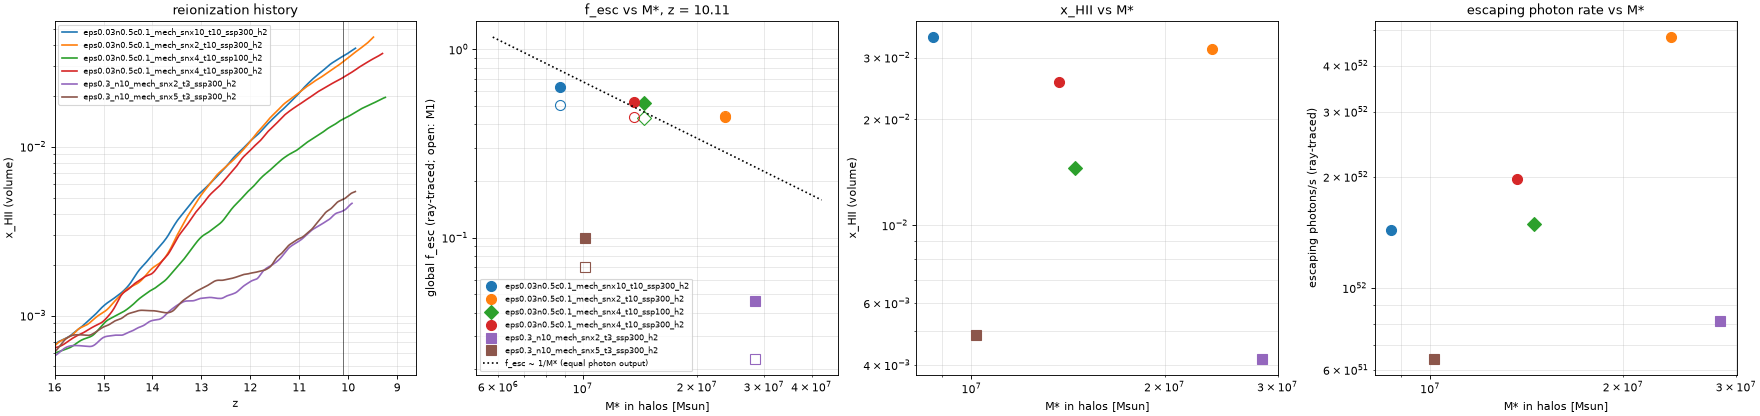 reionization history
x_HII (volume)
10⁻²
10⁻³
eps0.03n0.5c0.1_mech_snx10_t10_ssp300_h2
eps0.03n0.5c0.1_mech_snx2_t10_ssp300_h2
eps0.03n0.5c0.1_mech_snx4_t10_ssp100_h2
eps0.03n0.5c0.1_mech_snx4_t10_ssp300_h2
eps0.3_n10_mech_snx2_t3_ssp300_h2
eps0.3_n10_mech_snx5_t3_ssp300_h2
16 15 14 13 12 11 10 9
z
f_esc vs M*, z = 10.11
global f_esc (ray-traced; open: M1)
10⁰
10⁻¹
eps0.03n0.5c0.1_mech_snx10_t10_ssp300_h2
eps0.03n0.5c0.1_mech_snx2_t10_ssp300_h2
eps0.03n0.5c0.1_mech_snx4_t10_ssp100_h2
eps0.03n0.5c0.1_mech_snx4_t10_ssp300_h2
eps0.3_n10_mech_snx2_t3_ssp300_h2
eps0.3_n10_mech_snx5_t3_ssp300_h2
f_esc ~ 1/M* (equal photon output)
6 × 10⁶ 10⁷ 2 × 10⁷ 3 × 10⁷ 4 × 10⁷
M* in halos [Msun]
x_HII vs M*
x_HII (volume)
3 × 10⁻²
2 × 10⁻²
10⁻²
6 × 10⁻³
4 × 10⁻³
10⁷ 2 × 10⁷ 3 × 10⁷
M* in halos [Msun]
escaping photon rate vs M*
escaping photons/s (ray-traced)
4 × 10⁵²
3 × 10⁵²
2 × 10⁵²
10⁵²
6 × 10⁵¹
10⁷ 2 × 10⁷ 3 × 10⁷
M* in halos [Msun]